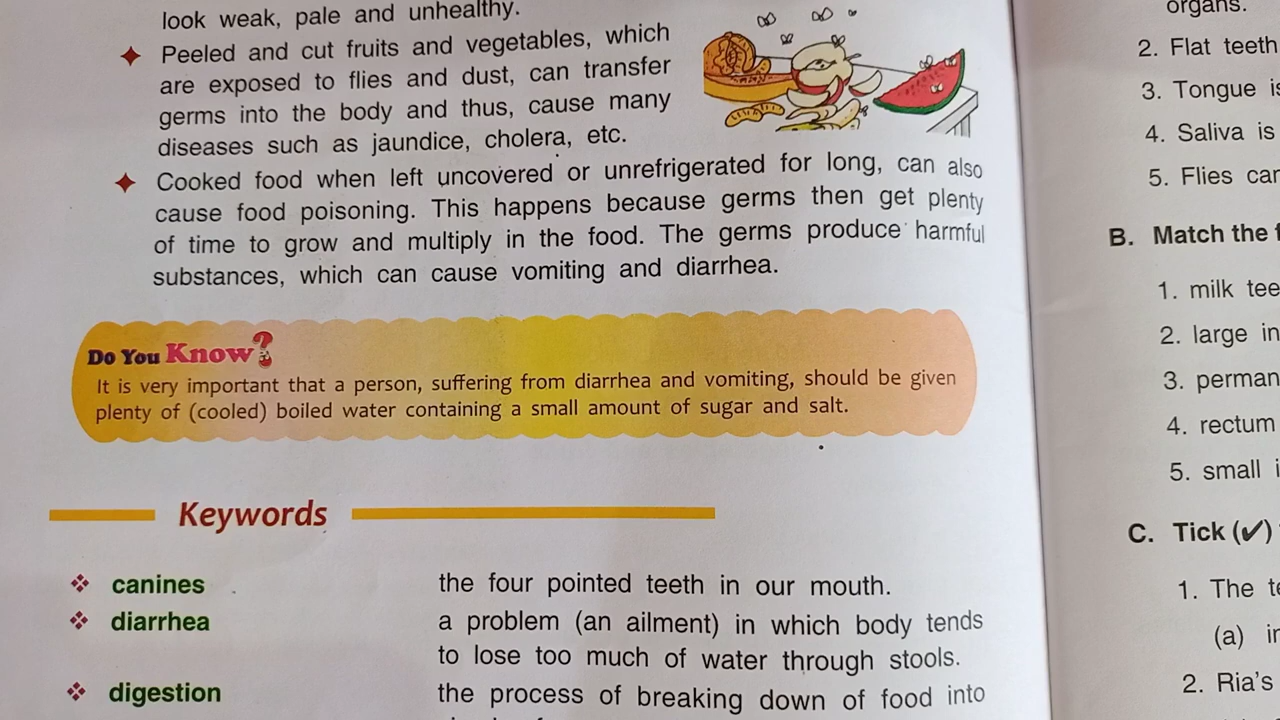 look weak, pale and unhealthy.
Peeled and cut fruits and vegetables, which
are exposed to flies and dust, can transfer
germs into the body and thus, cause many
diseases such as jaundice, cholera, etc.
Cooked food when left uncovered or unrefrigerated for long, can also
cause food poisoning. This happens because germs then get plenty
of time to grow and multiply in the food. The germs produce harmful
substances, which can cause vomiting and diarrhea.
Do You Know?
It is very important that a person, suffering from diarrhea and vomiting, should be given
plenty of (cooled) boiled water containing a small amount of sugar and salt.
Keywords
canines the four pointed teeth in our mouth.
diarrhea a problem (an ailment) in which body tends
to lose too much of water through stools.
digestion the process of breaking down of food into
organs.
2. Flat teeth
3. Tongue
4. Saliva is
5. Flies
B. Match the
1. milk
2. large
3.
4. rectum
5. small
C. Tick (✓)
1. The
(a)
2. Ria's